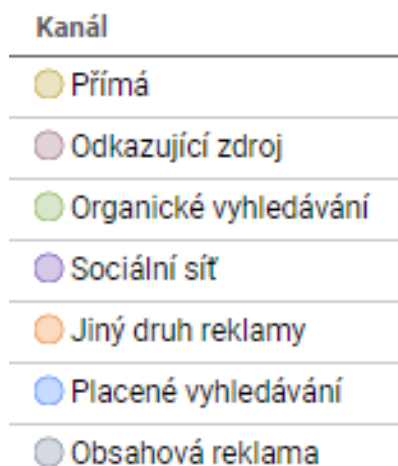 Kanál
Přímá
Odkazující zdroj
Organické vyhledávání
Sociální síť
Jiný druh reklamy
Placené vyhledávání
Obsahová reklama